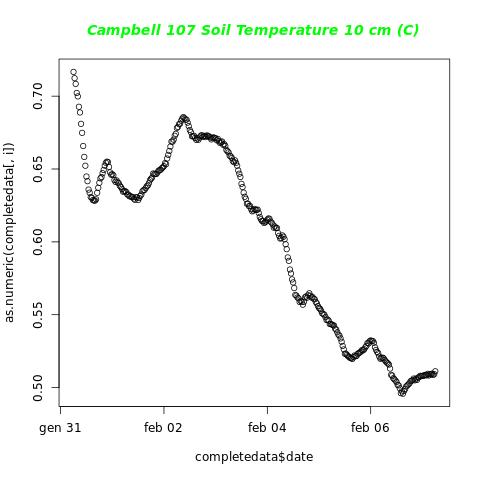 Campbell 107 Soil Temperature 10 cm (C)
0.70
0.65
0.60
0.55
0.50
as.numeric(completedata[, i])
gen 31 feb 02 feb 04 feb 06
completedata$date